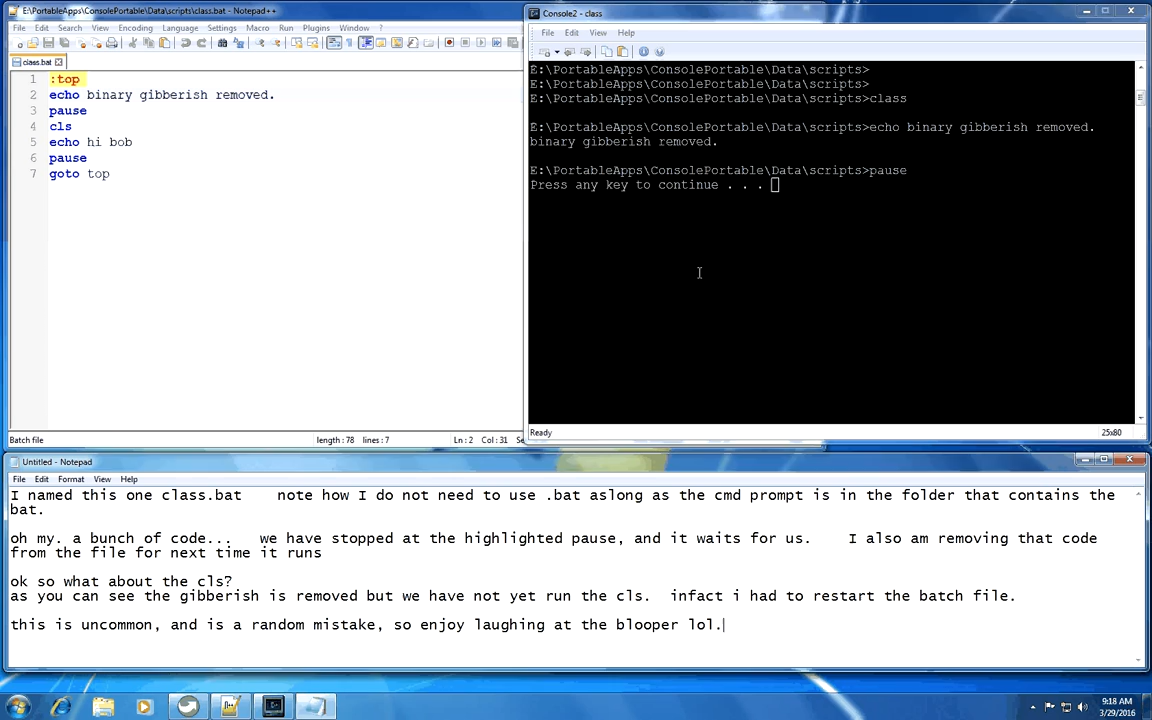 E:\PortableApps\ConsolePortable\Data\scripts\class.bat - Notepad++
File Edit Search View Encoding Language Settings Macro Run Plugins Window ?
class.bat
1 :top
2 echo binary gibberish removed.
3 pause
4 cls
5 echo hi bob
6 pause
7 goto top
Batch file length : 78 lines : 7 Ln : 2 Col : 31
Console2 - class
File Edit View Help
E:\PortableApps\ConsolePortable\Data\scripts>
E:\PortableApps\ConsolePortable\Data\scripts>
E:\PortableApps\ConsolePortable\Data\scripts>class
E:\PortableApps\ConsolePortable\Data\scripts>echo binary gibberish removed.
binary gibberish removed.
E:\PortableApps\ConsolePortable\Data\scripts>pause
Press any key to continue . . .
Ready 25x80
Untitled - Notepad
File Edit Format View Help
I named this one class.bat note how I do not need to use .bat aslong as the cmd prompt is in the folder that contains the
bat.
oh my. a bunch of code... we have stopped at the highlighted pause, and it waits for us. I also am removing that code
from the file for next time it runs
ok so what about the cls?
as you can see the gibberish is removed but we have not yet run the cls. infact i had to restart the batch file.
this is uncommon, and is a random mistake, so enjoy laughing at the blooper lol.
9:18 AM
3/29/2016